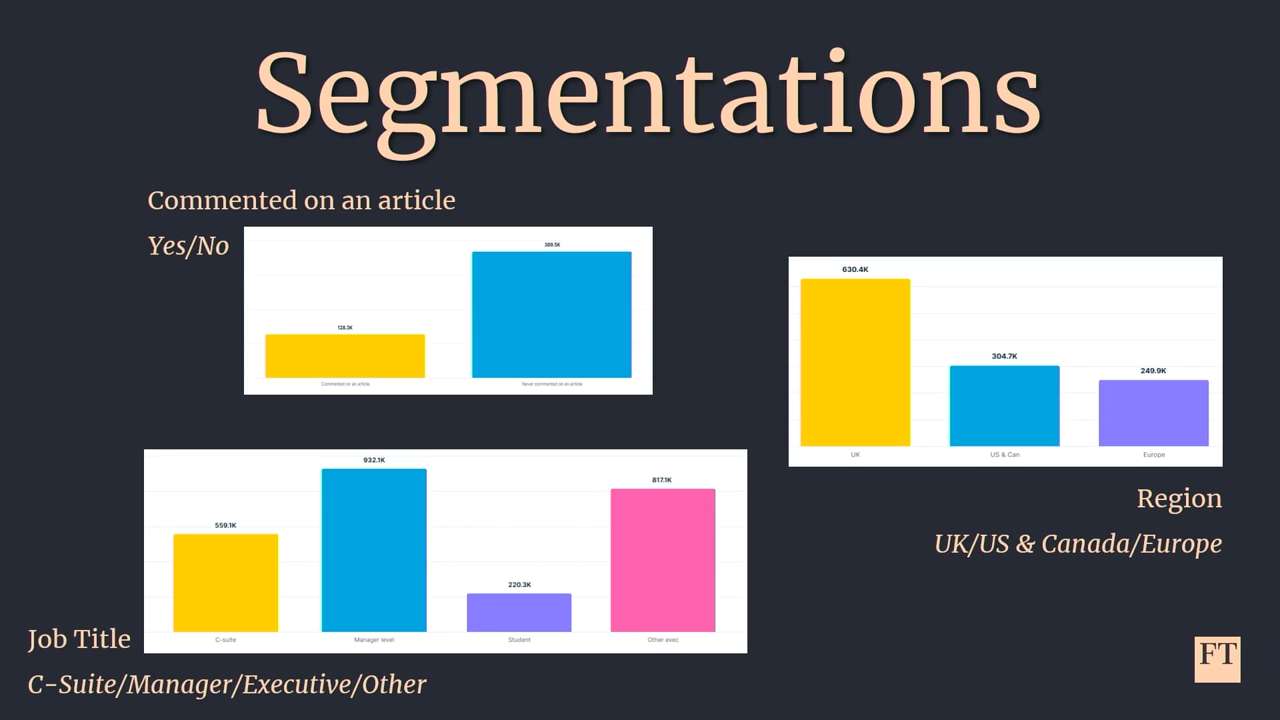 Segmentations
Commented on an article
Yes/No
369.5K
128.3K
Commented on an article
Never commented on an article
630.4K
304.7K
249.9K
UK
US & Can
Europe
Region
UK/US & Canada/Europe
932.1K
817.1K
559.1K
220.3K
C-suite
Manager level
Student
Other exec
Job Title
C-Suite/Manager/Executive/Other
FT